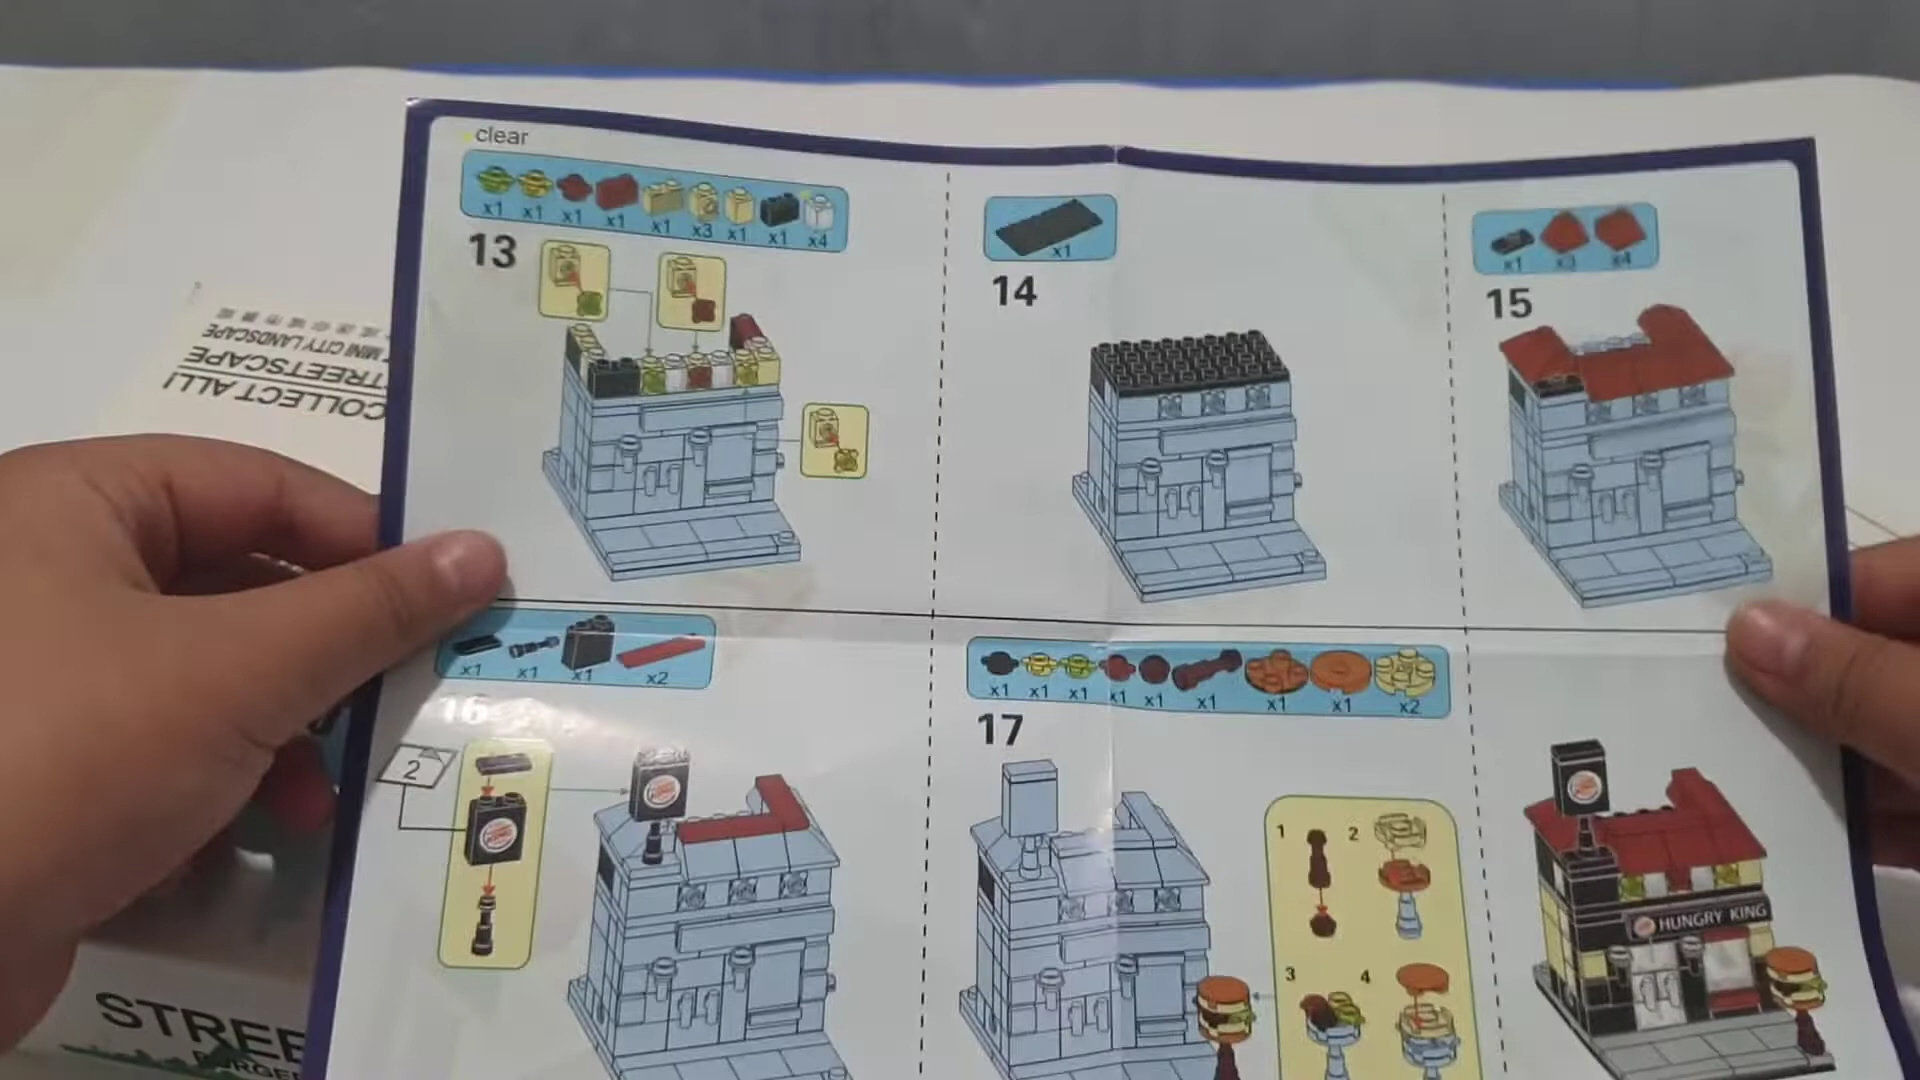 clear
x1 x1 x1 x1 x1 x3 x1 x1 x4
13
x1
14
x1 x3 x4
15
MINI CITY LANDSCAPE
COLLECT ALL!
x1 x1 x1 x2
16
2
x1 x1 x1 x1 x1 x1 x1 x1 x2
17
1 2
3 4
HUNGRY KING
STREE
BURGE